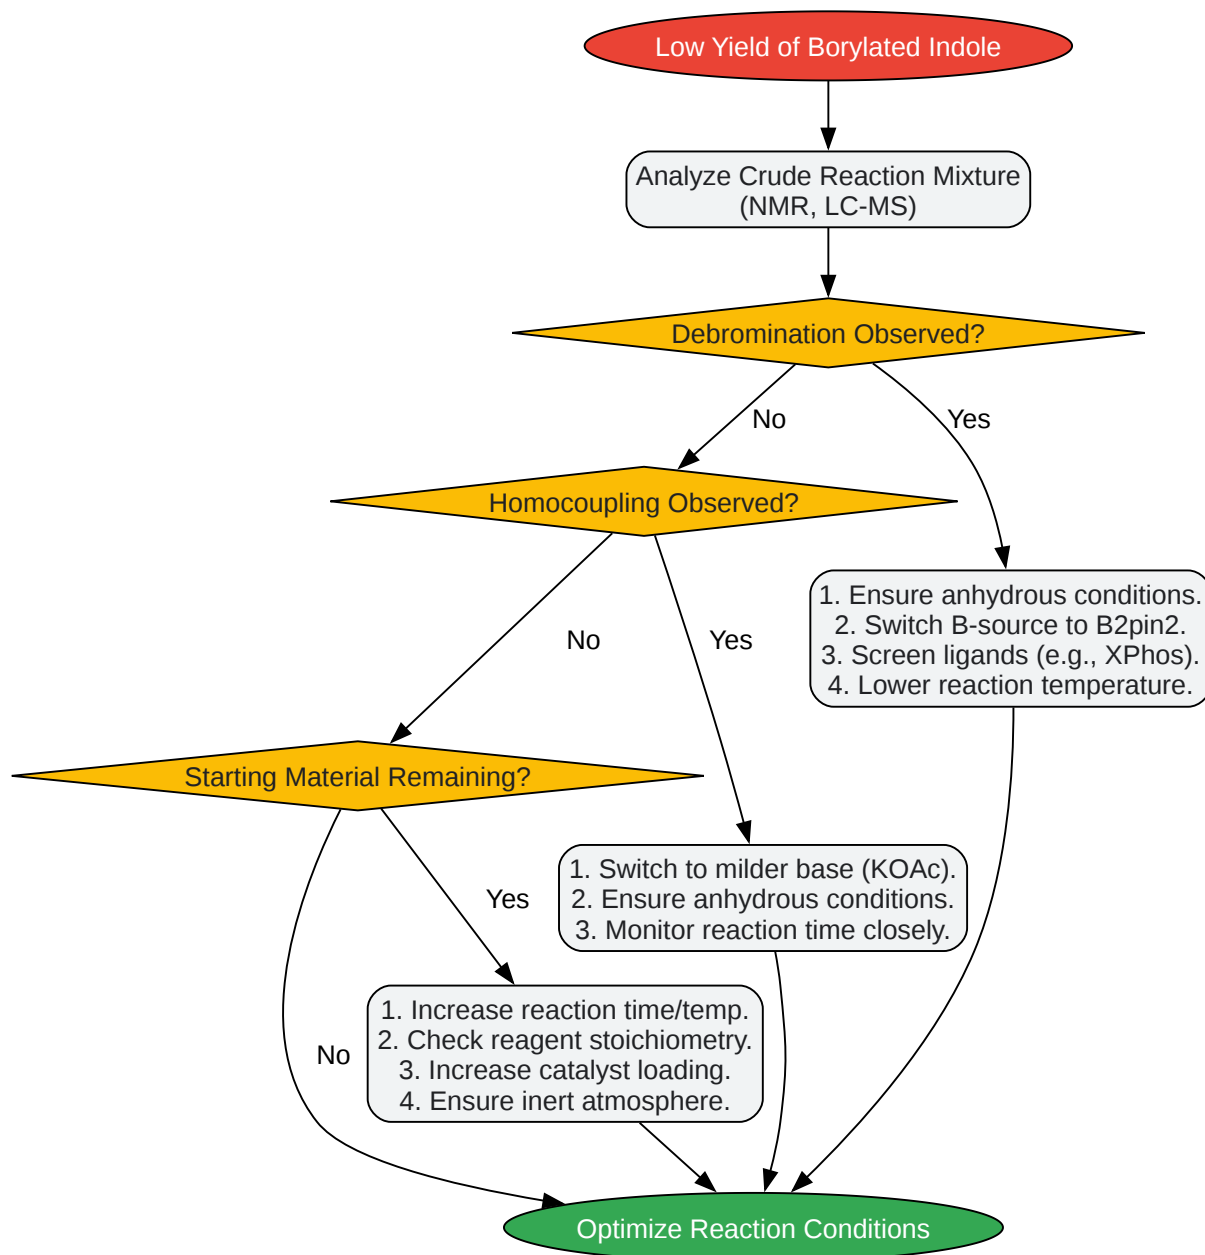 Low Yield of Borylated Indole
Analyze Crude Reaction Mixture
(NMR, LC-MS)
Debromination Observed?
No
Yes
Homocoupling Observed?
1. Ensure anhydrous conditions.
2. Switch B-source to B2pin2.
3. Screen ligands (e.g., XPhos).
4. Lower reaction temperature.
No
Yes
Starting Material Remaining?
1. Switch to milder base (KOAc).
2. Ensure anhydrous conditions.
3. Monitor reaction time closely.
Yes
1. Increase reaction time/temp.
2. Check reagent stoichiometry.
3. Increase catalyst loading.
4. Ensure inert atmosphere.
No
Optimize Reaction Conditions